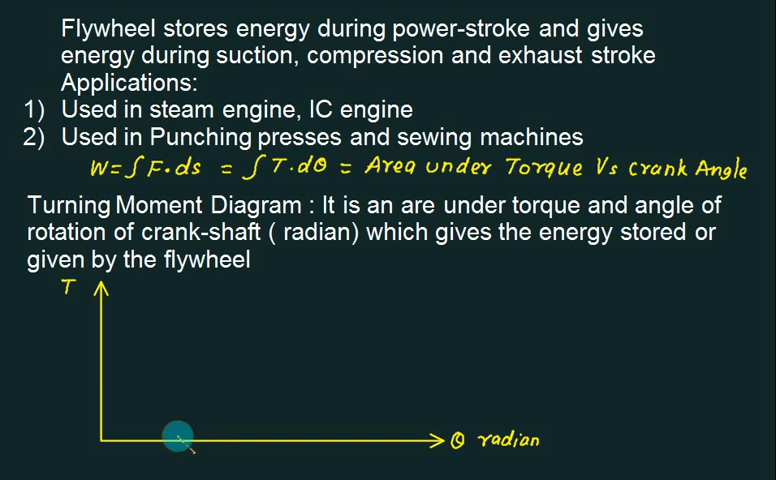 Flywheel stores energy during power-stroke and gives
energy during suction, compression and exhaust stroke
Applications:
1) Used in steam engine, IC engine
2) Used in Punching presses and sewing machines
W=∫F.ds = ∫T.dθ = Area under Torque Vs crank Angle
Turning Moment Diagram : It is an are under torque and angle of
rotation of crank-shaft ( radian) which gives the energy stored or
given by the flywheel
T
θ radian